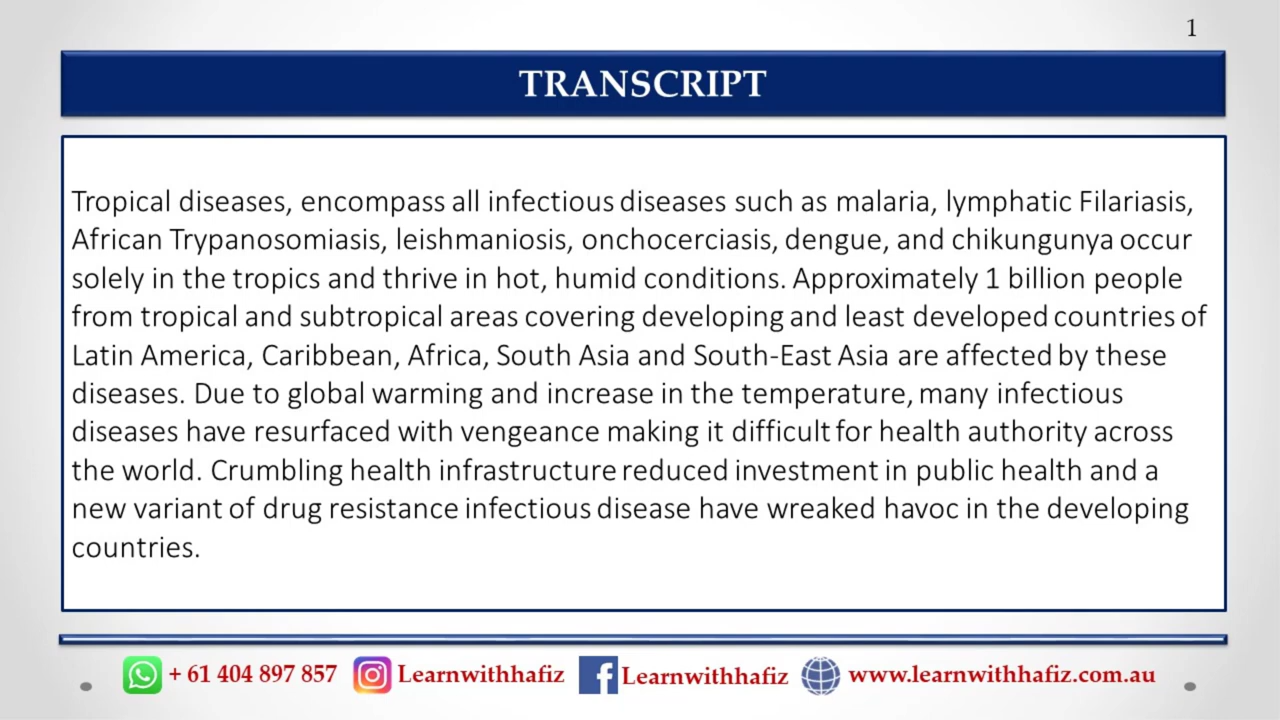 1
TRANSCRIPT
Tropical diseases, encompass all infectious diseases such as malaria, lymphatic Filariasis,
African Trypanosomiasis, leishmaniosis, onchocerciasis, dengue, and chikungunya occur
solely in the tropics and thrive in hot, humid conditions. Approximately 1 billion people
from tropical and subtropical areas covering developing and least developed countries of
Latin America, Caribbean, Africa, South Asia and South-East Asia are affected by these
diseases. Due to global warming and increase in the temperature, many infectious
diseases have resurfaced with vengeance making it difficult for health authority across
the world. Crumbling health infrastructure reduced investment in public health and a
new variant of drug resistance infectious disease have wreaked havoc in the developing
countries.
+ 61 404 897 857 Learnwithhafiz Learnwithhafiz www.learnwithhafiz.com.au